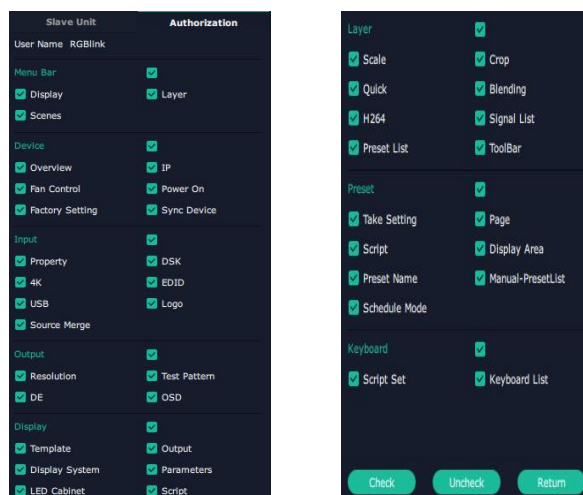 Slave Unit Authorization
User Name RGBlink
Menu Bar
Display Layer
Scenes
Device
Overview IP
Fan Control Power On
Factory Setting Sync Device
Input
Property DSK
4K EDID
USB Logo
Source Merge
Output
Resolution Test Pattern
DE OSD
Display
Template Output
Display System Parameters
LED Cabinet Script
Layer
Scale Crop
Quick Blending
H264 Signal List
Preset List ToolBar
Preset
Take Setting Page
Script Display Area
Preset Name Manual-PresetList
Schedule Mode
Keyboard
Script Set Keyboard List
Check Uncheck Return